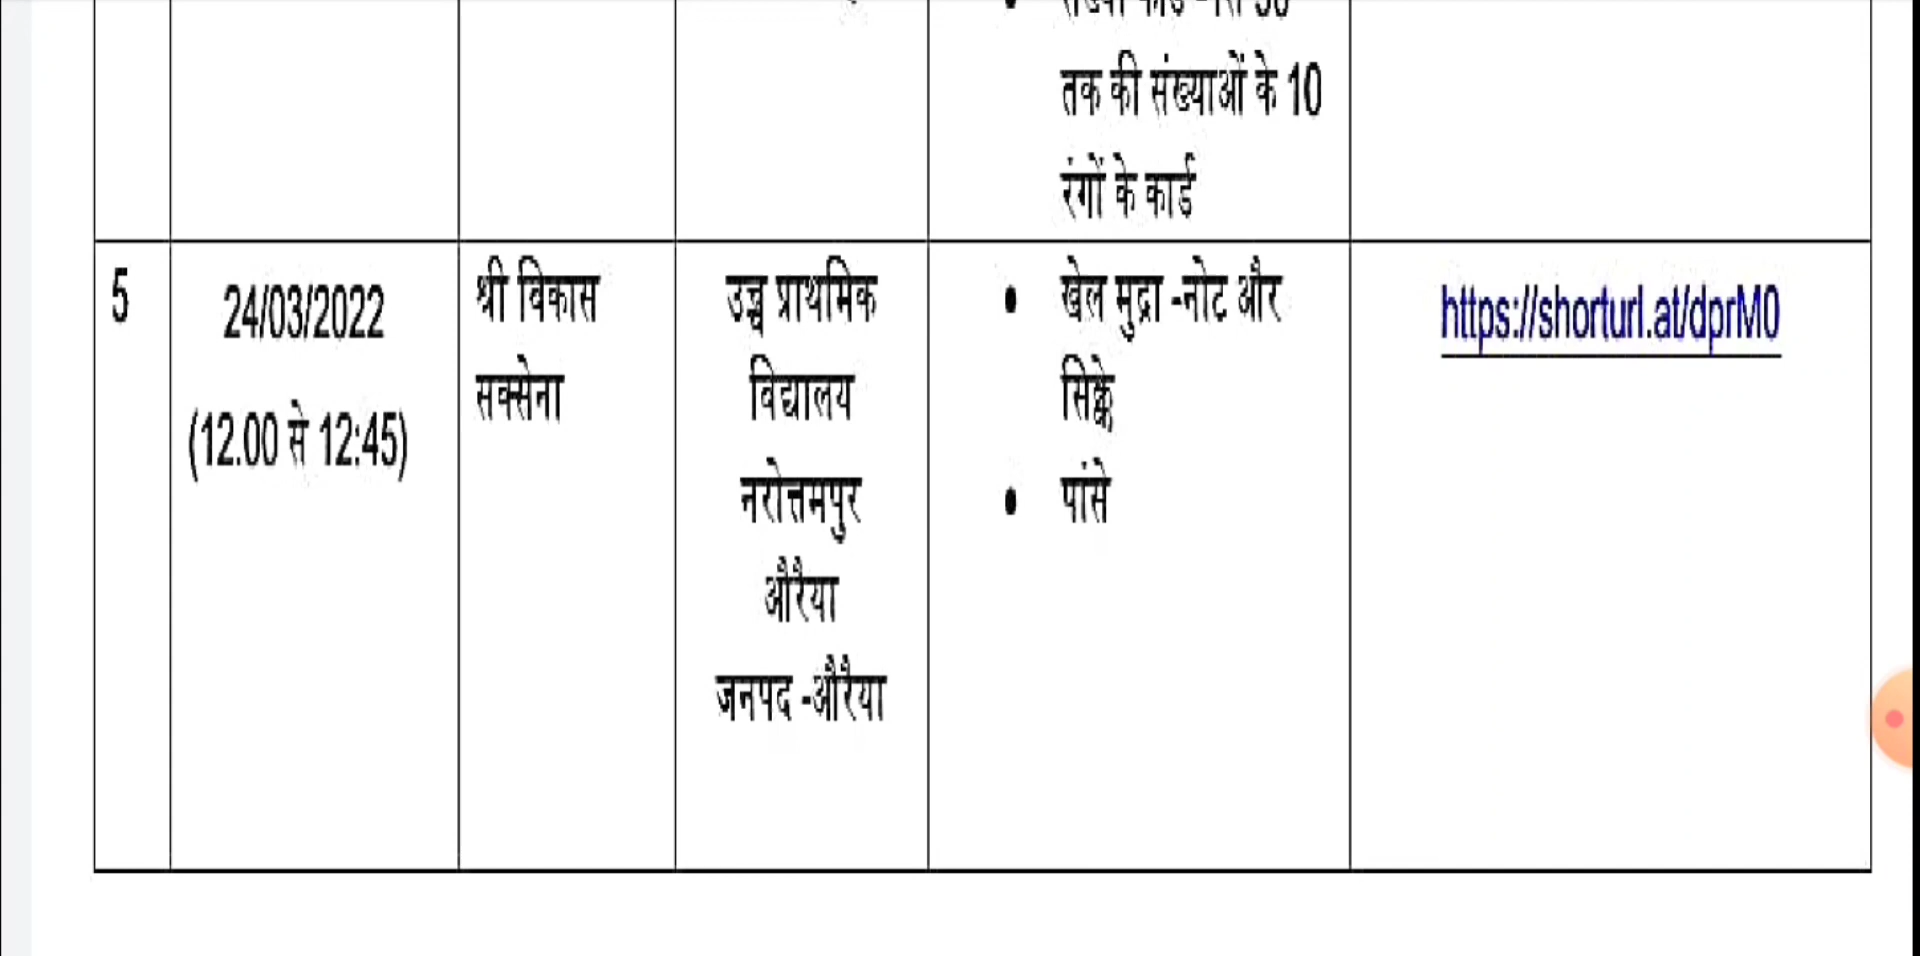 तक की संख्याओं के 10
रंगों के कार्ड
5
24/03/2022
(12.00 से 12:45)
श्री विकास
सक्सेना
उच्च प्राथमिक
विद्यालय
नरोत्तमपुर
औरैया
जनपद -औरैया
• खेल मुद्रा -नोट और
सिक्के
• पांसे
https://shorturl.at/dprM0